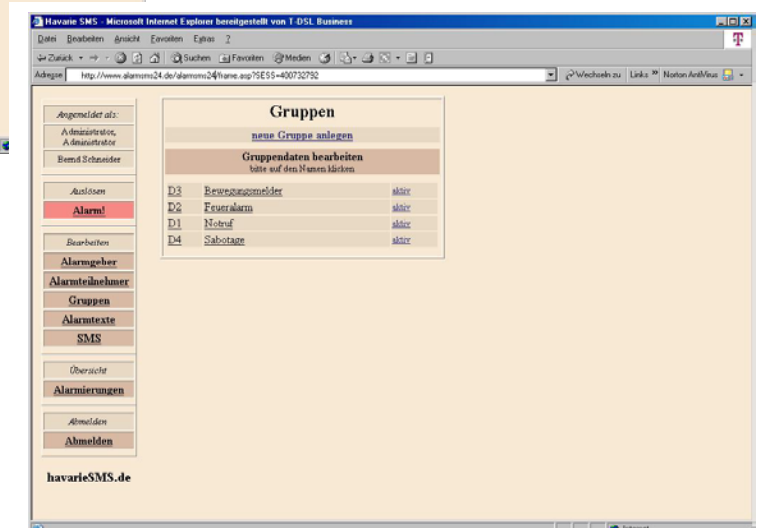 Havarie SMS - Microsoft Internet Explorer bereitgestellt von T-DSL Business
Datei Bearbeiten Ansicht Favoriten Extras ?
Zurück Suchen Favoriten Medien
Adresse http://www.alarmsms24.de/alarmsms24/frame.asp?SESS=400732792 Wechseln zu Links » Norton AntiVirus
Angemeldet als:
Administrator,
Administrator
Bernd Schneider
Auslösen
Alarm!
Bearbeiten
Alarmgeber
Alarmteilnehmer
Gruppen
Alarmtexte
SMS
Übersicht
Alarmierungen
Abmelden
Abmelden
havarieSMS.de
Gruppen
neue Gruppe anlegen
Gruppendaten bearbeiten
bitte auf den Namen klicken
D3 Bewegungsmelder aktiv
D2 Feueralarm aktiv
D1 Notruf aktiv
D4 Sabotage aktiv
Internet